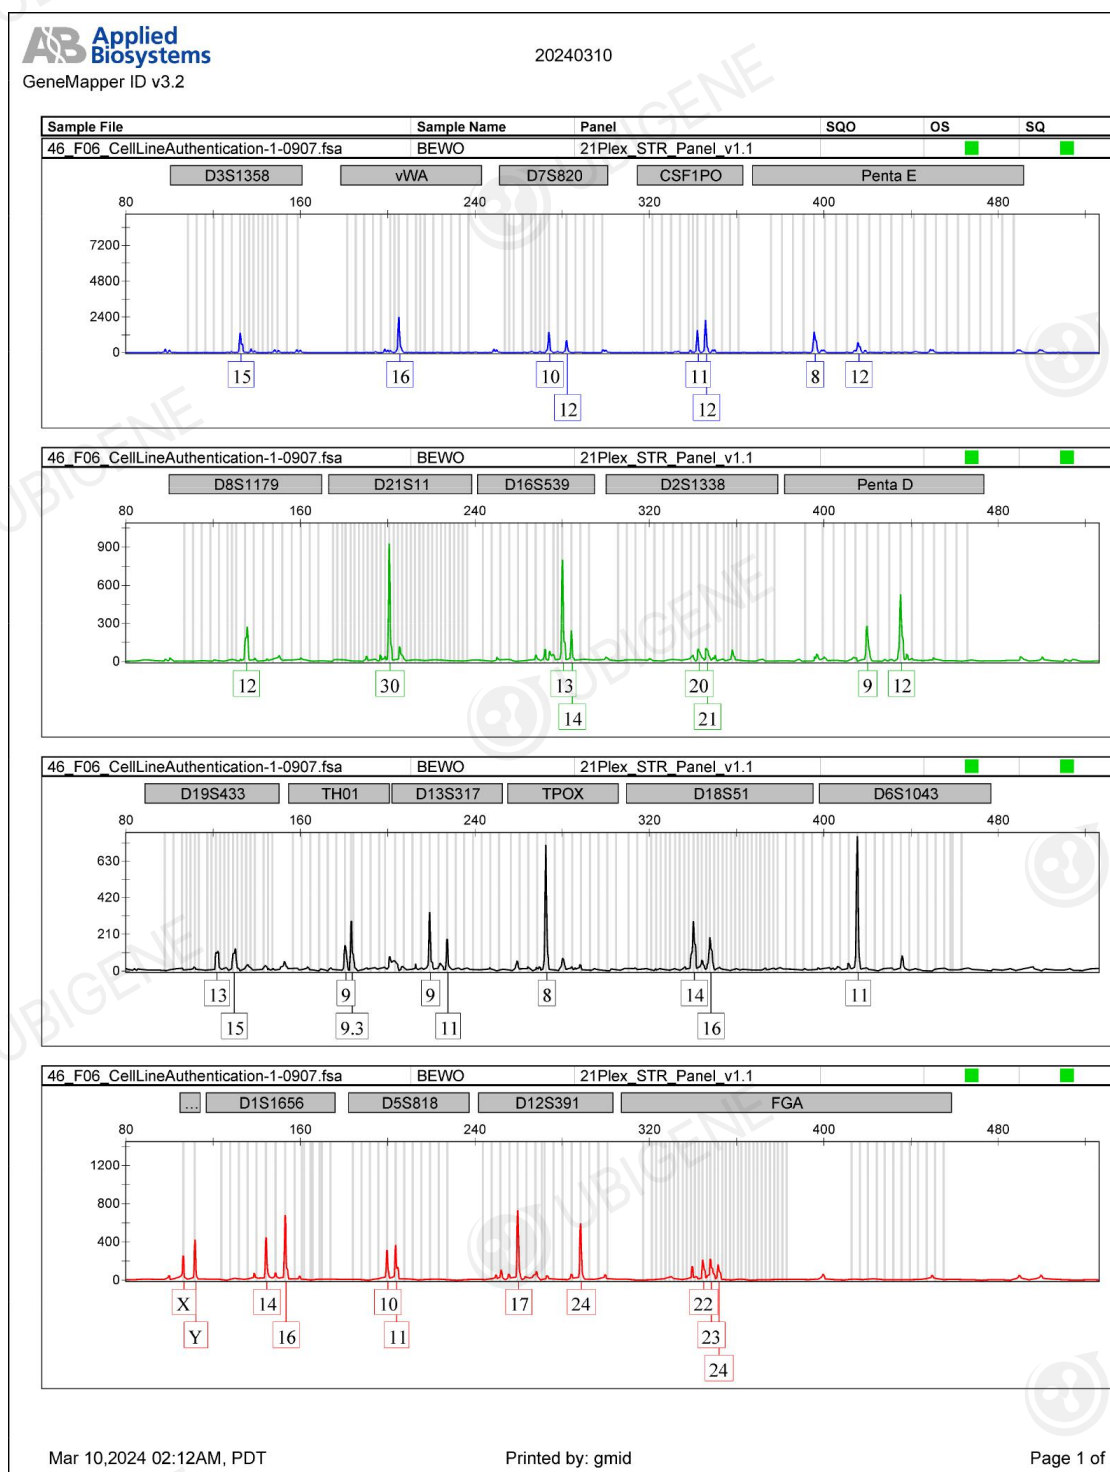 Applied
Biosystems
20240310
GeneMapper ID v3.2
Sample File Sample Name Panel SQO OS SQ
46_F06_CellLineAuthentication-1-0907.fsa BEWO 21Plex_STR_Panel_v1.1
D3S1358 vWA D7S820 CSF1PO Penta E
80 160 240 320 400 480
7200
4800
2400
0
15 16 10 11 8 12
12 12
46_F06_CellLineAuthentication-1-0907.fsa BEWO 21Plex_STR_Panel_v1.1
D8S1179 D21S11 D16S539 D2S1338 Penta D
80 160 240 320 400 480
900
600
300
0
12 30 13 20 9 12
14 21
46_F06_CellLineAuthentication-1-0907.fsa BEWO 21Plex_STR_Panel_v1.1
D19S433 TH01 D13S317 TPOX D18S51 D6S1043
80 160 240 320 400 480
630
420
210
0
13 9 9 8 14 11
15 9.3 11 16
46_F06_CellLineAuthentication-1-0907.fsa BEWO 21Plex_STR_Panel_v1.1
... D1S1656 D5S818 D12S391 FGA
80 160 240 320 400 480
1200
800
400
0
X 14 10 17 24 22
Y 16 11 23
24
Mar 10,2024 02:12AM, PDT Printed by: gmid Page 1 of
UBIGENE
UBIGENE
UBIGENE
UBIGENE
UBIGENE